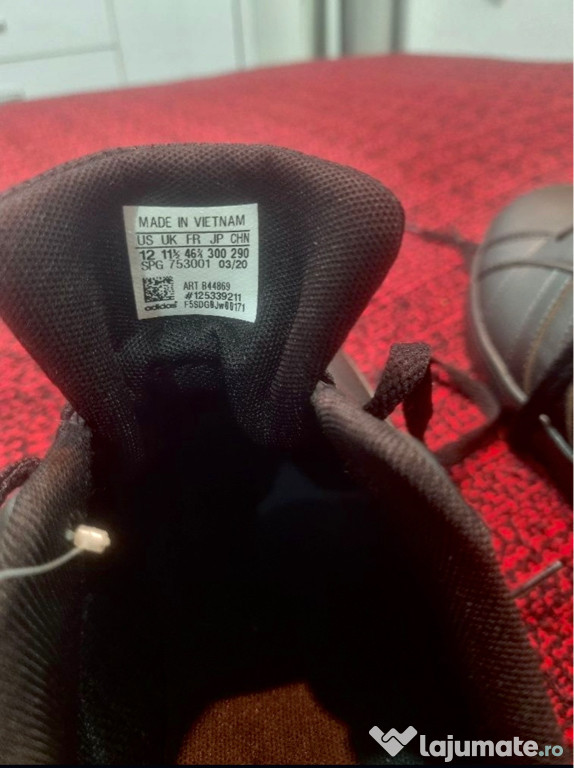 MADE IN VIETNAM
US UK FR JP CHN
12 11½ 46⅔ 300 290
SPG 753001 03/20
ART B44869
#125339211
adidas F5SDG0Jw00171
lajumate.ro